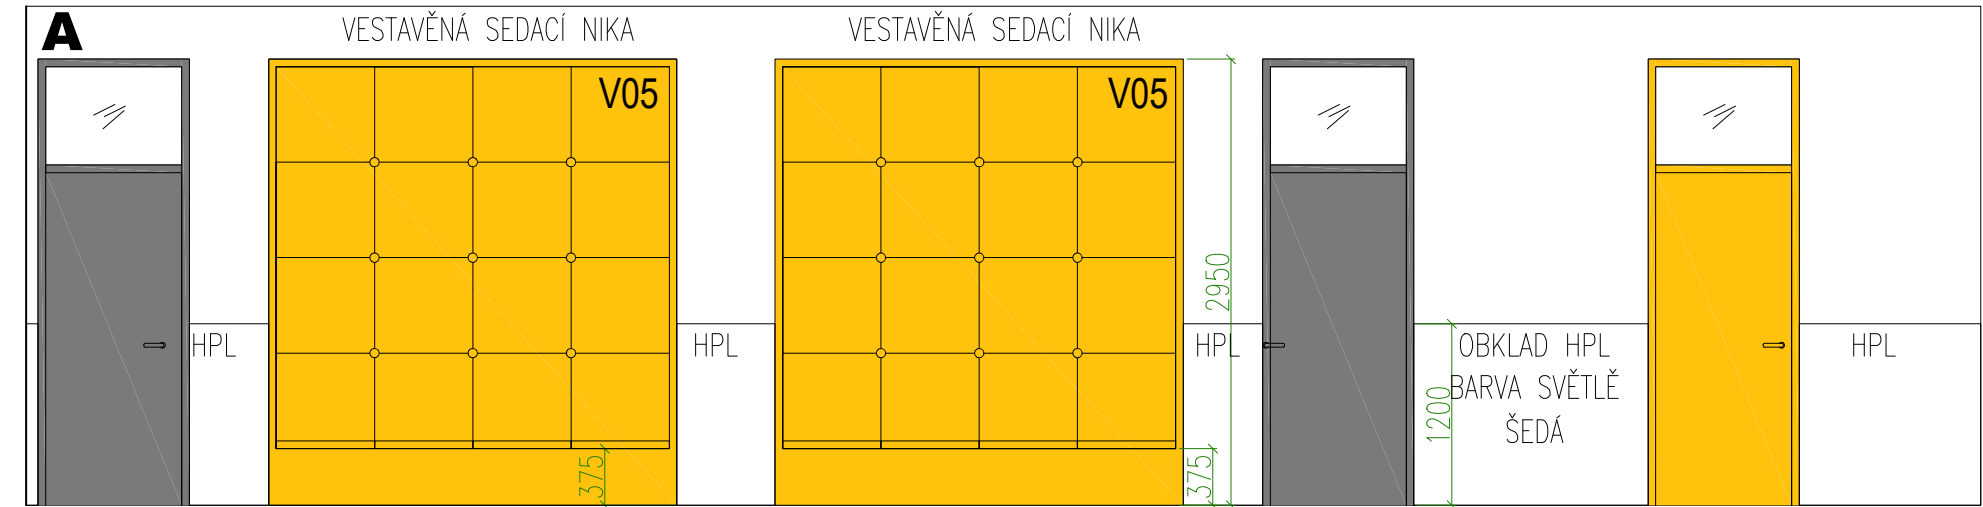 A
VESTAVĚNÁ SEDACÍ NIKA
VESTAVĚNÁ SEDACÍ NIKA
V05
V05
2950
HPL
HPL
HPL
OBKLAD HPL
BARVA SVĚTLĚ
ŠEDÁ
HPL
1200
375
375